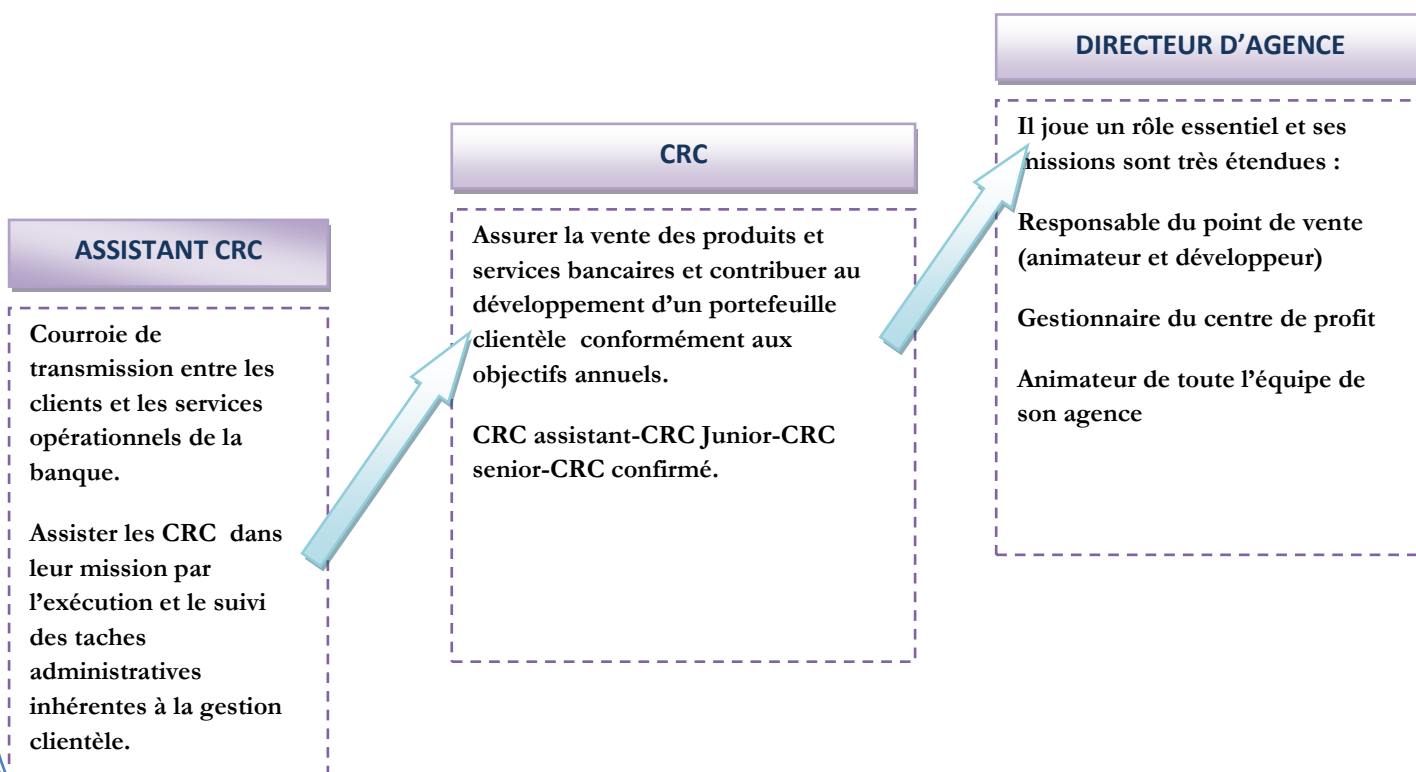 ASSISTANT CRC
Courroie de
transmission entre les
clients et les services
opérationnels de la
banque.
Assister les CRC dans
leur mission par
l’exécution et le suivi
des taches
administratives
inhérentes à la gestion
clientèle.
CRC
Assurer la vente des produits et
services bancaires et contribuer au
développement d’un portefeuille
clientèle conformément aux
objectifs annuels.
CRC assistant-CRC Junior-CRC
senior-CRC confirmé.
DIRECTEUR D’AGENCE
Il joue un rôle essentiel et ses
missions sont très étendues :
Responsable du point de vente
(animateur et développeur)
Gestionnaire du centre de profit
Animateur de toute l’équipe de
son agence